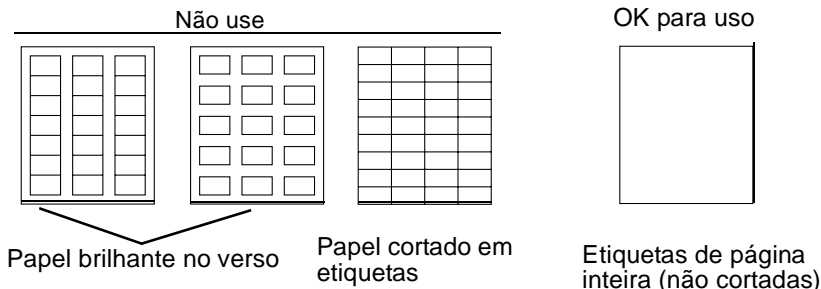 Não use
OK para uso
Papel brilhante no verso
Papel cortado em
etiquetas
Etiquetas de página
inteira (não cortadas)